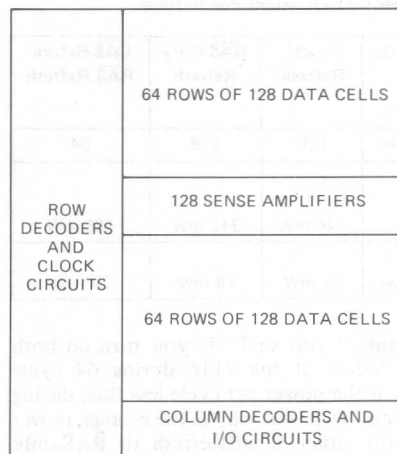 64 ROWS OF 128 DATA CELLS
128 SENSE AMPLIFIERS
ROW
DECODERS
AND
CLOCK
CIRCUITS
64 ROWS OF 128 DATA CELLS
COLUMN DECODERS AND
I/O CIRCUITS